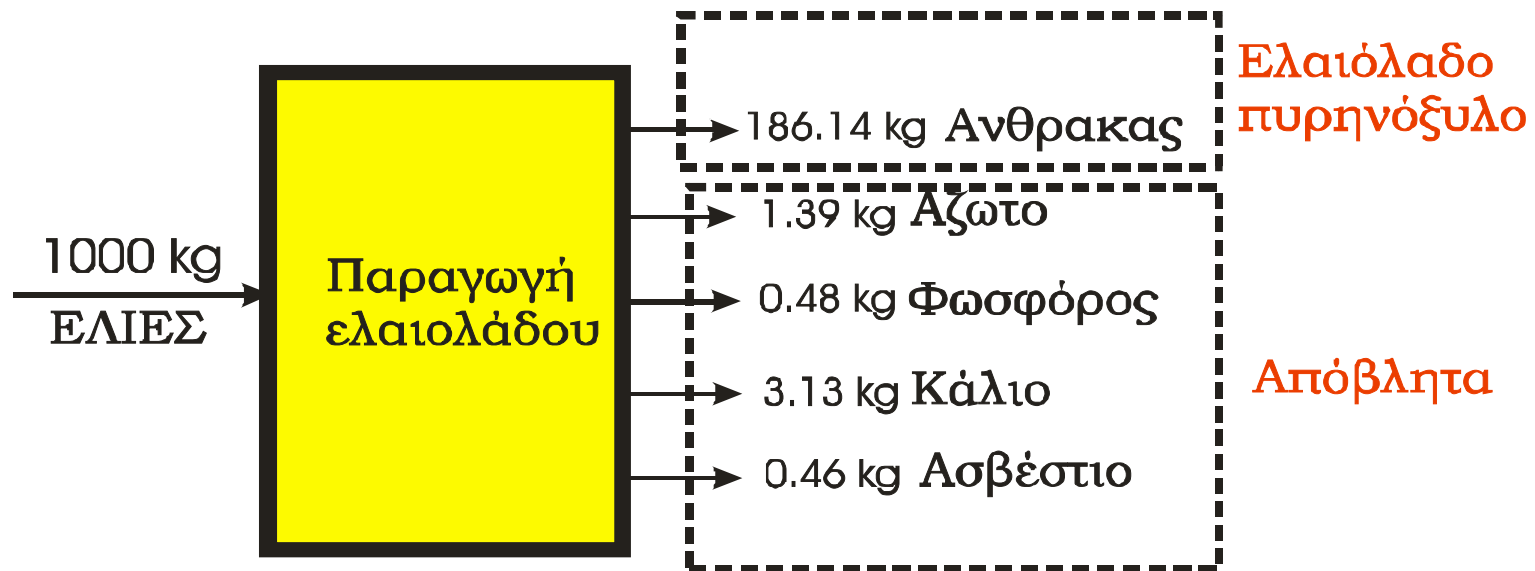 Ελαιόλαδο
πυρηνόξυλο
186.14 kg Ανθρακας
1.39 kg Αζωτο
1000 kg
ΕΛΙΕΣ
Παραγωγή
ελαιολάδου
0.48 kg Φωσφόρος
3.13 kg Κάλιο
Απόβλητα
0.46 kg Ασβέστιο